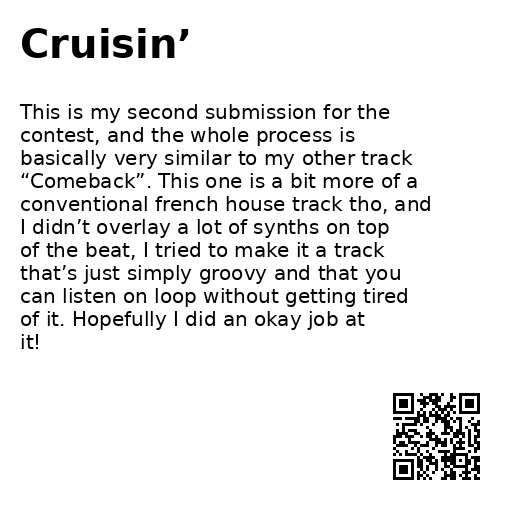 Cruisin’
This is my second submission for the
contest, and the whole process is
basically very similar to my other track
“Comeback”. This one is a bit more of a
conventional french house track tho, and
I didn’t overlay a lot of synths on top
of the beat, I tried to make it a track
that’s just simply groovy and that you
can listen on loop without getting tired
of it. Hopefully I did an okay job at
it!